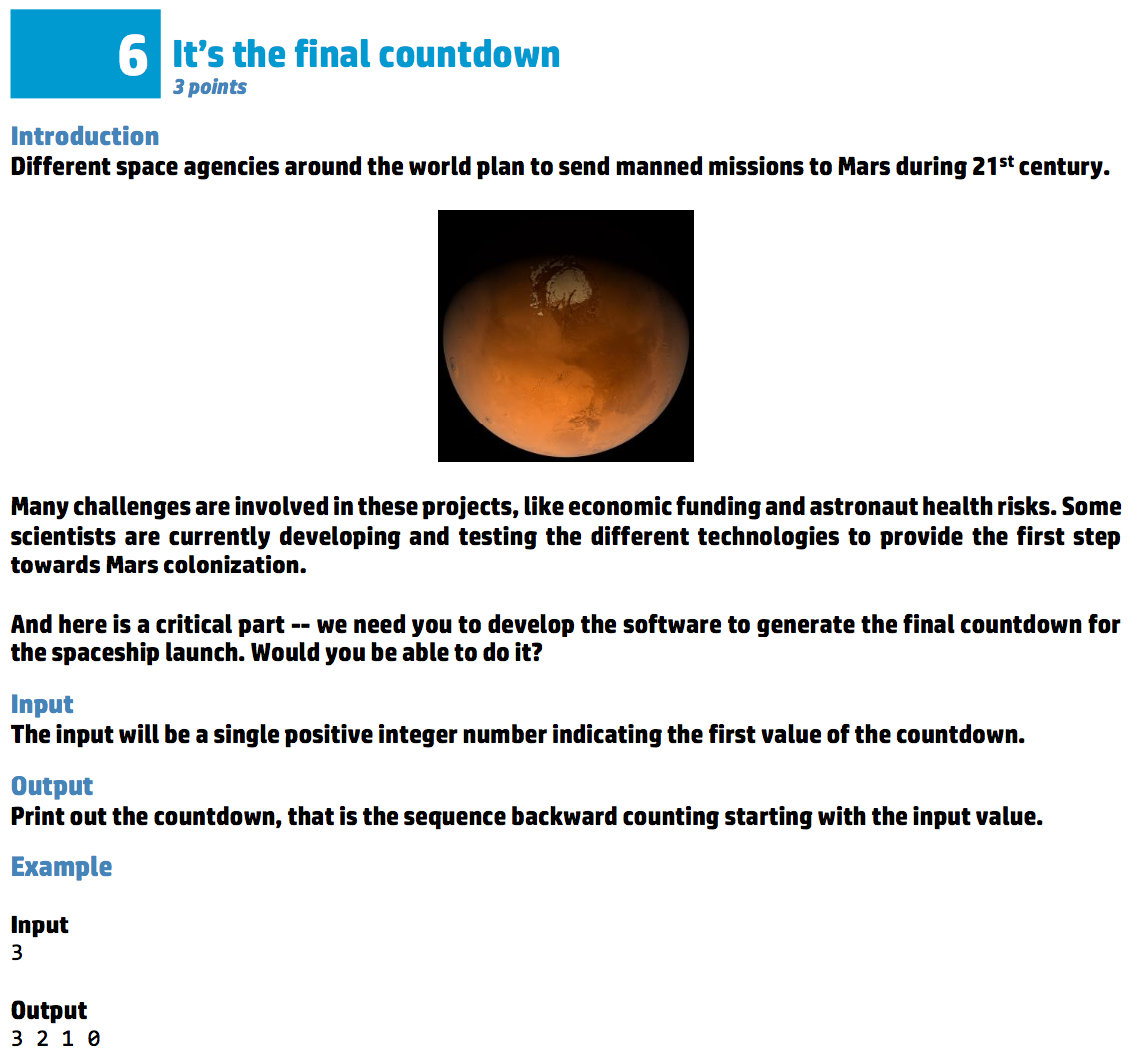 6
It’s the final countdown
3 points
Introduction
Different space agencies around the world plan to send manned missions to Mars during 21st century.
Many challenges are involved in these projects, like economic funding and astronaut health risks. Some
scientists are currently developing and testing the different technologies to provide the first step
towards Mars colonization.
And here is a critical part -- we need you to develop the software to generate the final countdown for
the spaceship launch. Would you be able to do it?
Input
The input will be a single positive integer number indicating the first value of the countdown.
Output
Print out the countdown, that is the sequence backward counting starting with the input value.
Example
Input
3
Output
3 2 1 0